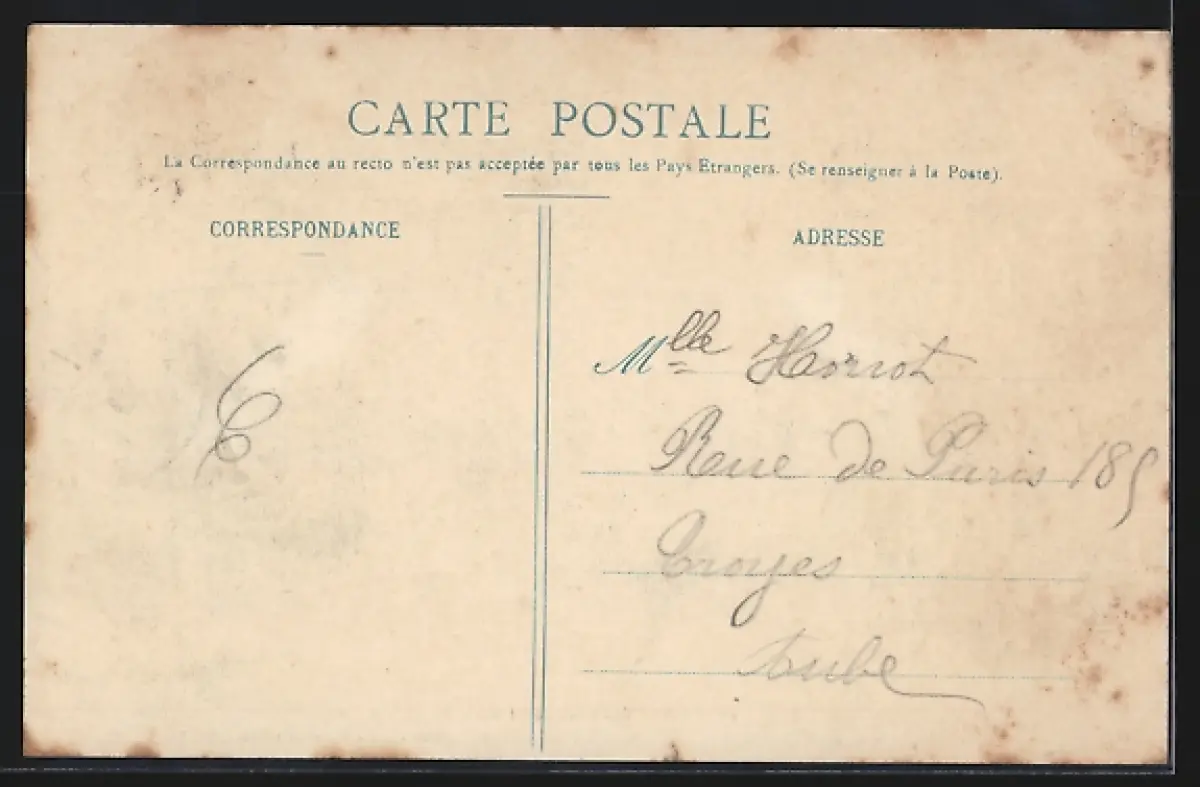 CARTE POSTALE
La Correspondance au recto n'est pas acceptée par tous les Pays Etrangers. (Se renseigner à la Poste).
CORRESPONDANCE
ADRESSE
Mlle Horiot
Rue de Paris 185
Troyes
Aube